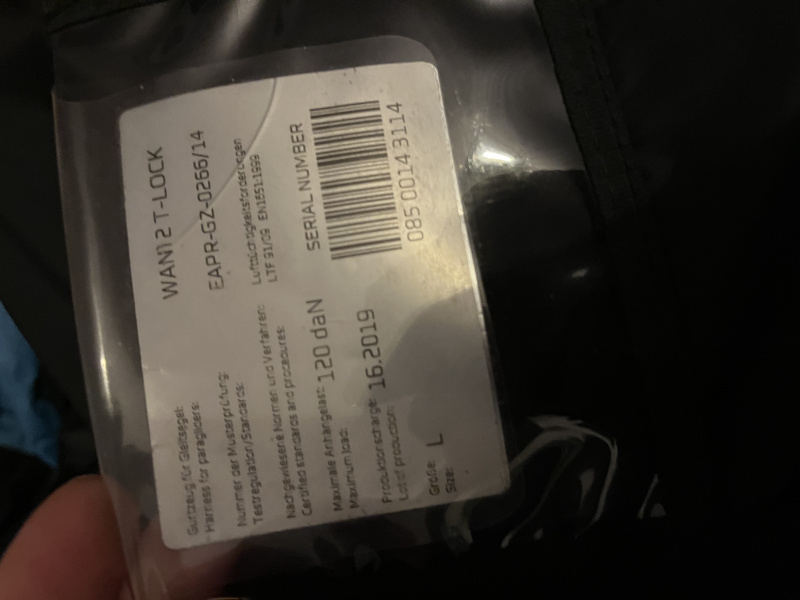 Gurtzeug für Gleitsegel: WANI 2 T-LOCK
Harness for paragliders:
Nummer der Musterprüfung: EAPR-GZ-0266/14
Testregulation/Standards:
Nachgewiesene Normen und Verfahren: Lufttüchtigkeitsforderungen
Certified standards and procedures: LTF 91/09 EN1651:1999
Maximale Anhängelast: 120 daN
Maximum load:
SERIAL NUMBER
Produktionscharge: 16.2019
Lot of production:
085 0014 3114
Größe: L
Size: